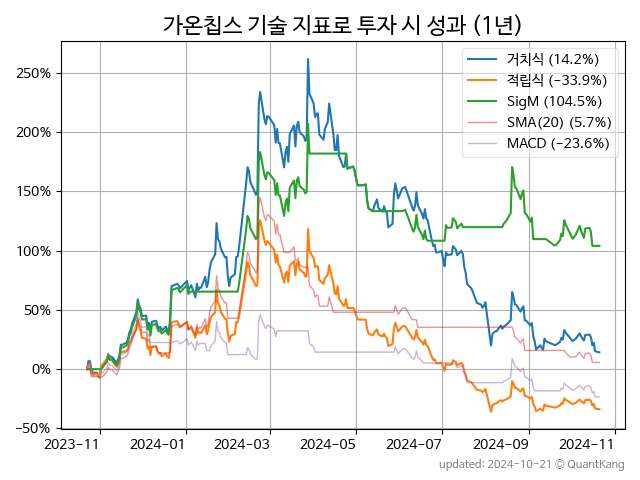 가온칩스 기술 지표로 투자 시 성과 (1년)
거치식 (14.2%)
적립식 (−33.9%)
SigM (104.5%)
SMA(20) (5.7%)
MACD (−23.6%)
250%
200%
150%
100%
50%
0%
−50%
2023-11 2024-01 2024-03 2024-05 2024-07 2024-09 2024-11
updated: 2024-10-21 © QuantKang